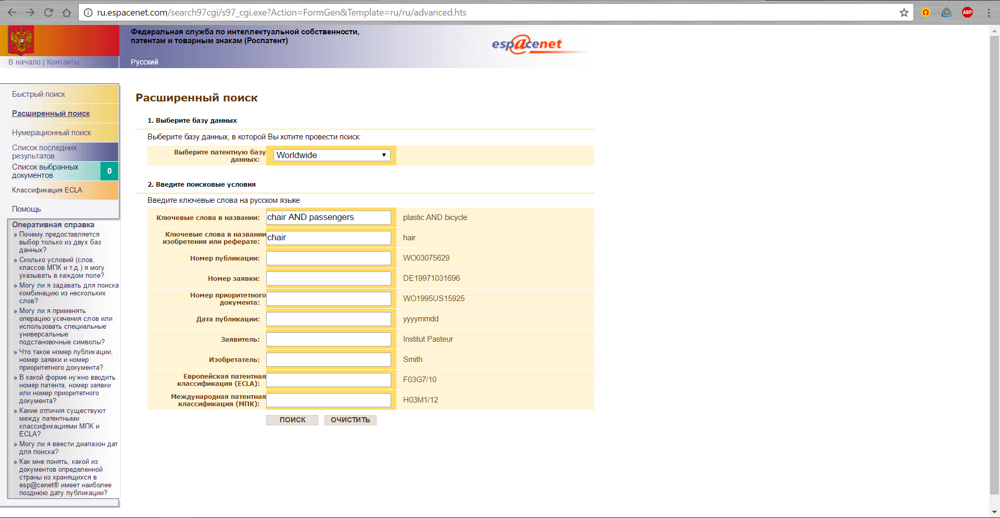 ru.espacenet.com/search97cgi/s97_cgi.exe?Action=FormGen&Template=ru/ru/advanced.hts
ABP
Федеральная служба по интеллектуальной собственности,
патентам и товарным знакам (Роспатент)
esp@cenet
В начало | Контакты
Русский
Быстрый поиск
Расширенный поиск
Нумерационный поиск
Список последних
результатов
Список выбранных
документов
0
Классификация ECLA
Помощь
Оперативная справка
» Почему предоставляется
выбор только из двух баз
данных?
» Сколько условий (слов,
классов МПК и т.д.) я могу
указывать в каждом поле?
» Могу ли я задавать для поиска
комбинацию из нескольких
слов?
» Могу ли я применять
операцию усечения слов или
использовать специальные
универсальные
подстановочные символы?
» Что такое номер публикации,
номер заявки и номер
приоритетного документа?
» В какой форме нужно вводить
номер патента, номер заявки
или номер приоритетного
документа?
» Какие отличия существуют
между патентными
классификациями МПК и
ECLA?
» Могу ли я ввести диапазон дат
для поиска?
» Как мне понять, какой из
документов определенной
страны из хранящихся в
esp@cenet® имеет наиболее
позднюю дату публикации?
Расширенный поиск
1. Выберите базу данных
Выберите базу данных, в которой Вы хотите провести поиск:
Выберите патентную базу
данных:
Worldwide
2. Введите поисковые условия
Введите ключевые слова на русском языке
Ключевые слова в названии: chair AND passengers plastic AND bicycle
Ключевые слова в названии
изобретения или реферате: chair hair
Номер публикации: WO03075629
Номер заявки: DE19971031696
Номер приоритетного
документа: WO1995US15925
Дата публикации: yyyymmdd
Заявитель: Institut Pasteur
Изобретатель: Smith
Европейская патентная
классификация (ECLA): F03G7/10
Международная патентная
классификация (МПК): H03M1/12
ПОИСК ОЧИСТИТЬ